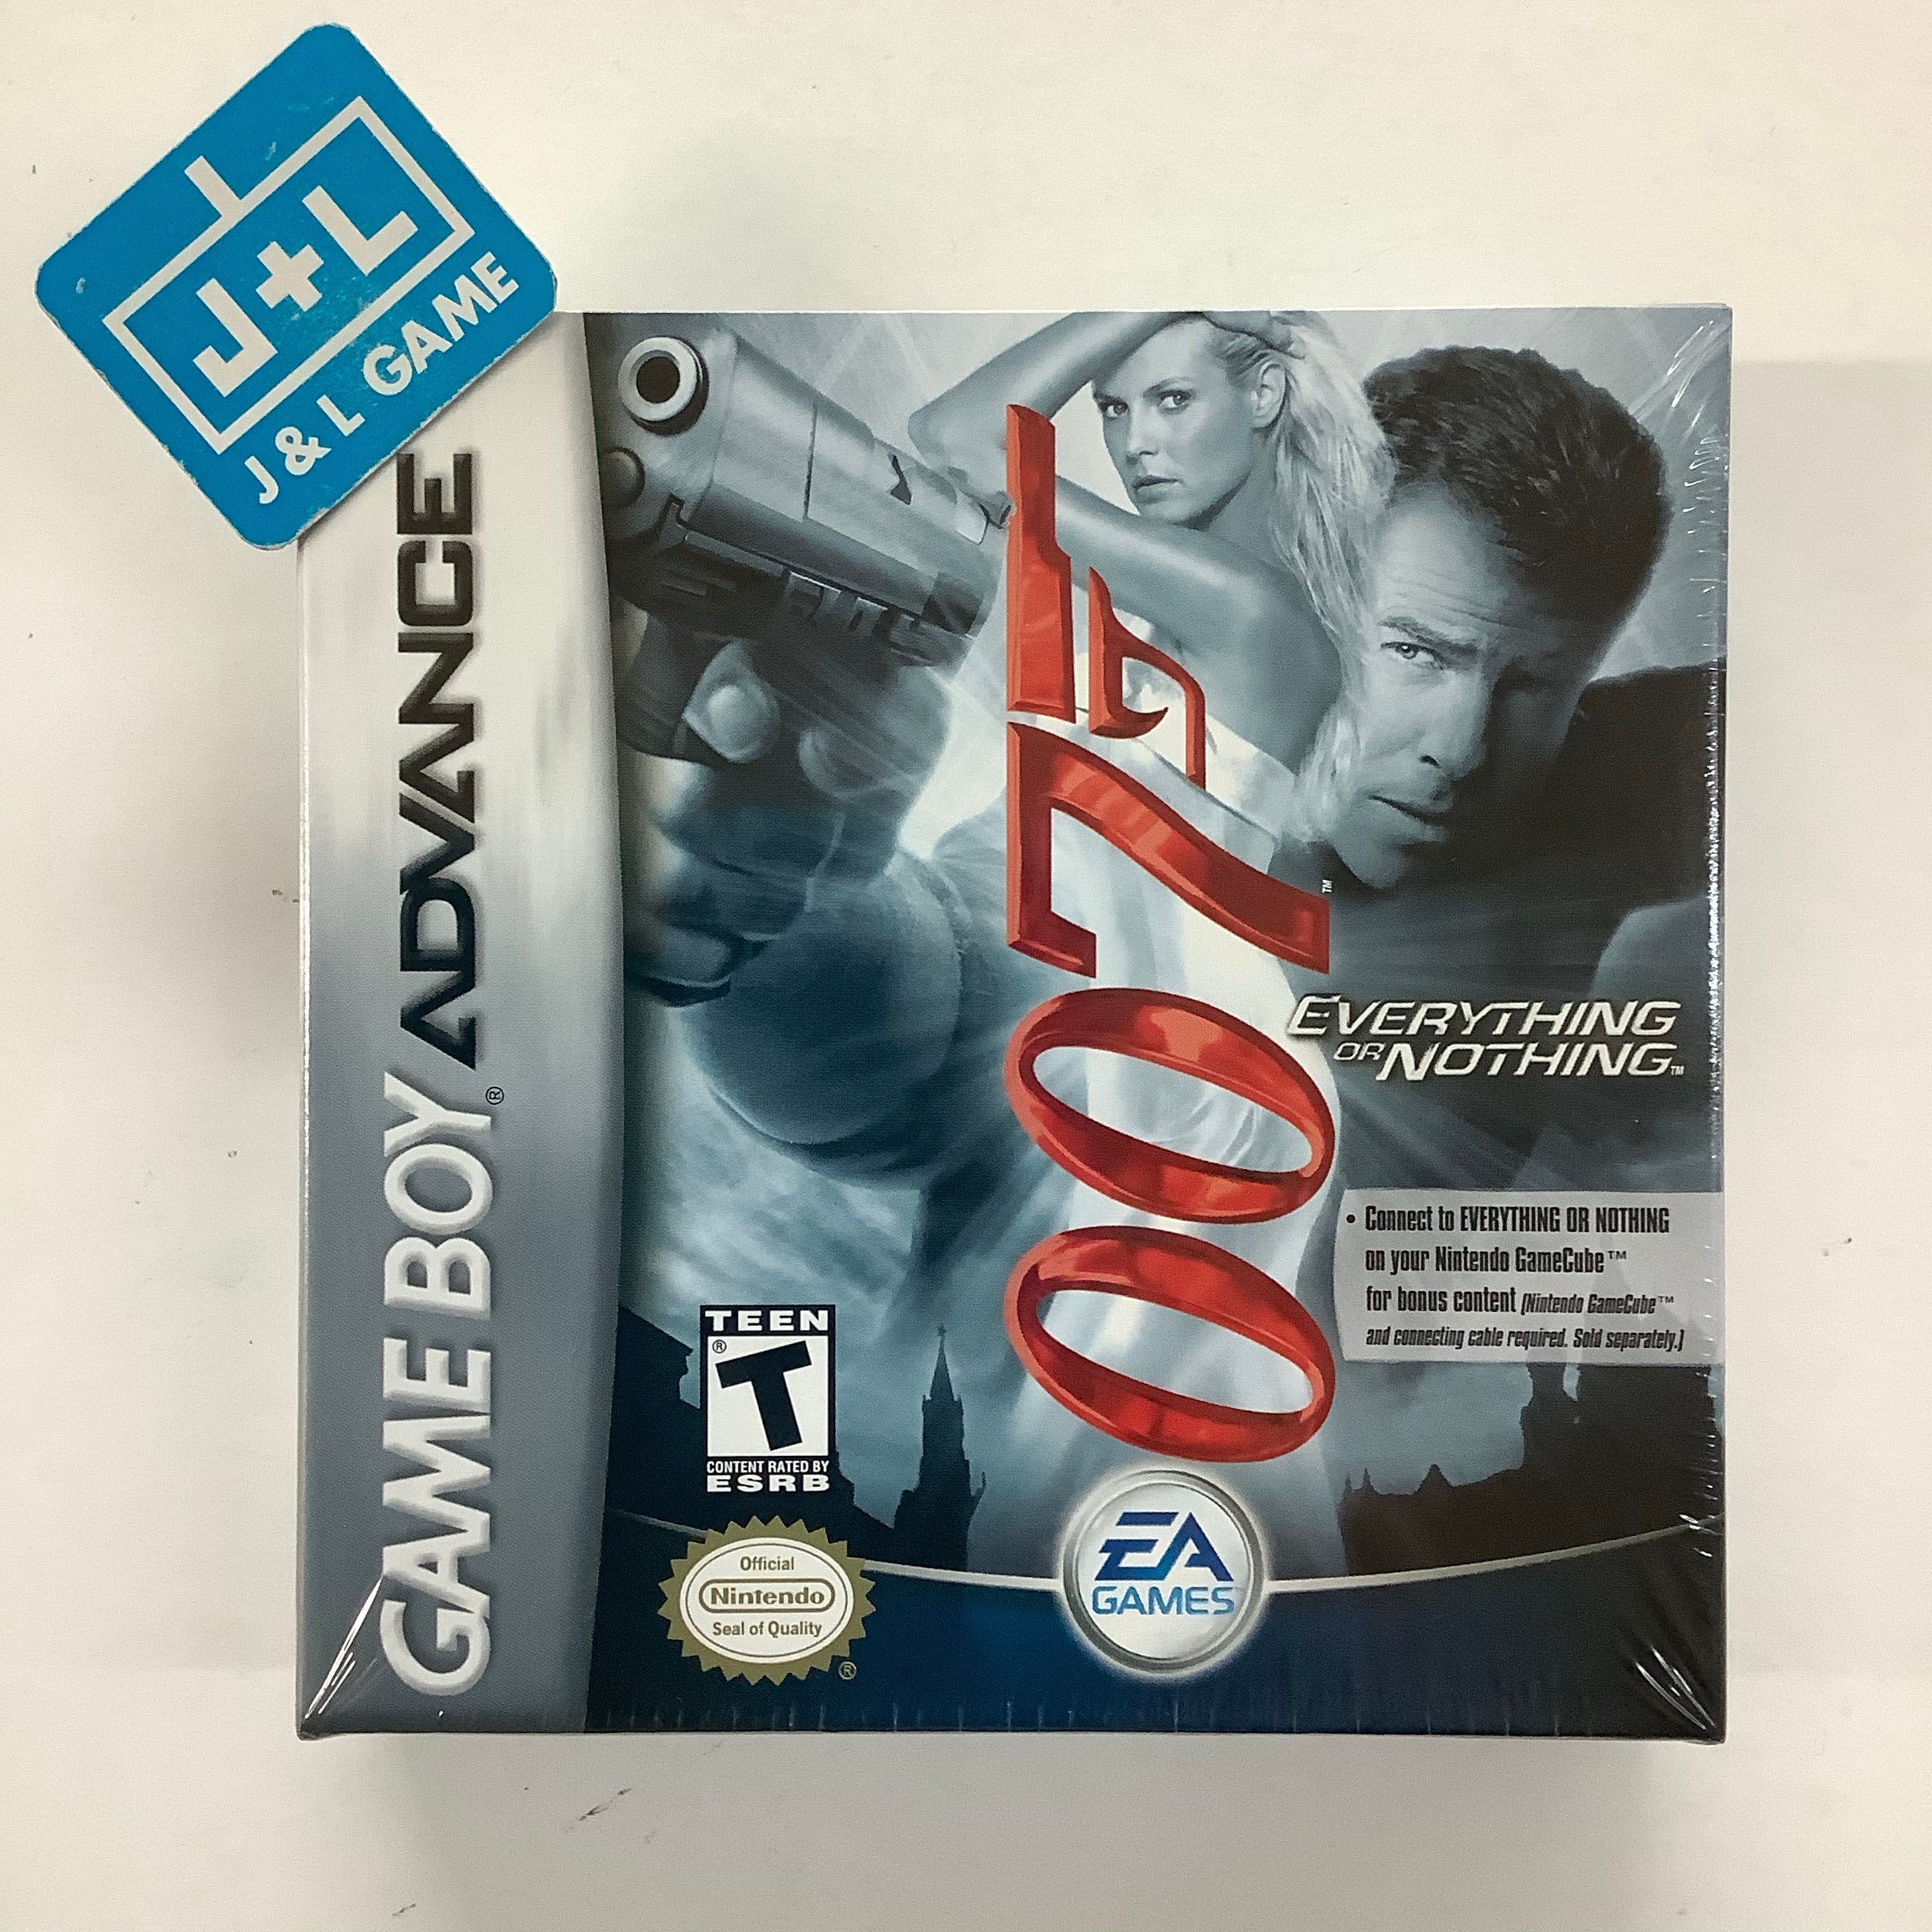 J+L
J & L GAME
GAME BOY ADVANCE
®
007
TM
EVERYTHING
OR NOTHING™
• Connect to EVERYTHING OR NOTHING
on your Nintendo GameCube™
for bonus content (Nintendo GameCube™
and connecting cable required. Sold separately.)
TEEN
®
T
CONTENT RATED BY
ESRB
Official
Nintendo
Seal of Quality
®
EA
GAMES